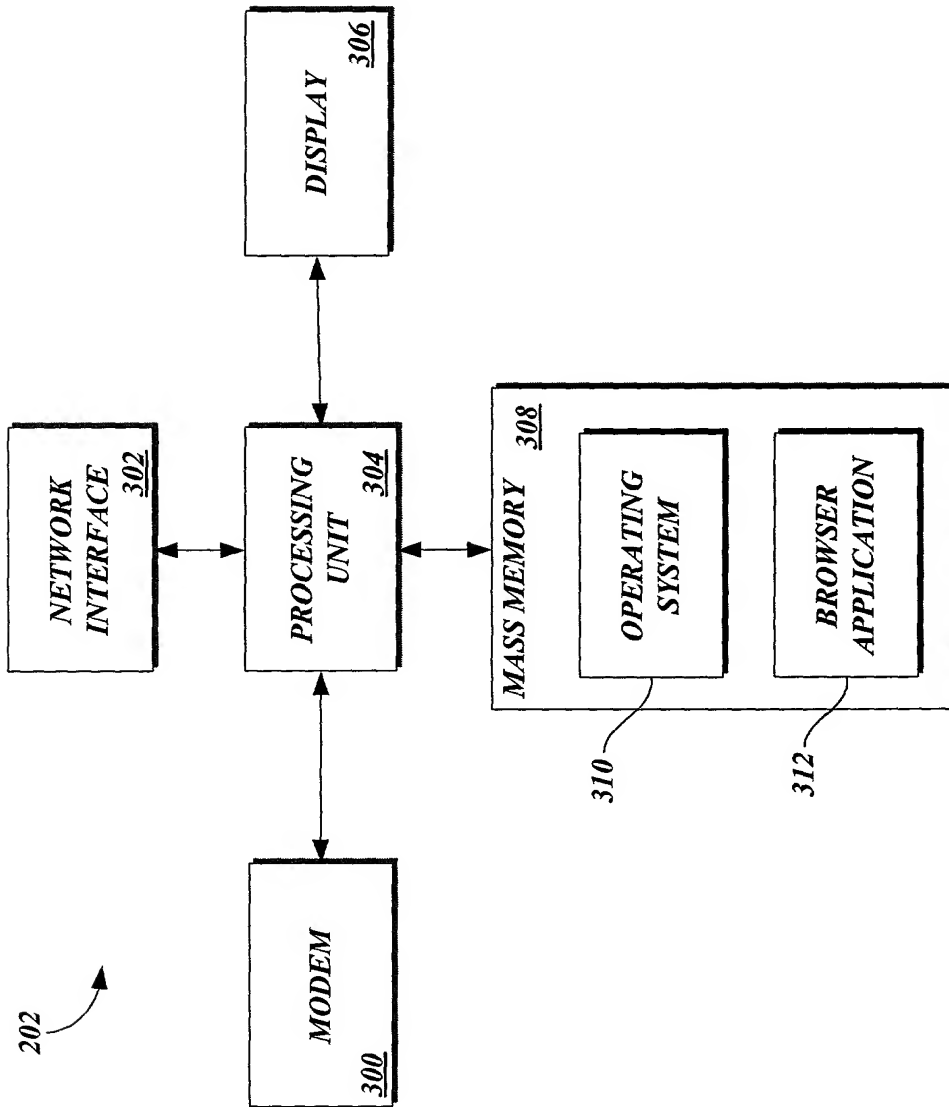 202
NETWORK
INTERFACE
302
MODEM
300
PROCESSING
UNIT
304
DISPLAY
306
MASS MEMORY
308
310
OPERATING
SYSTEM
312
BROWSER
APPLICATION